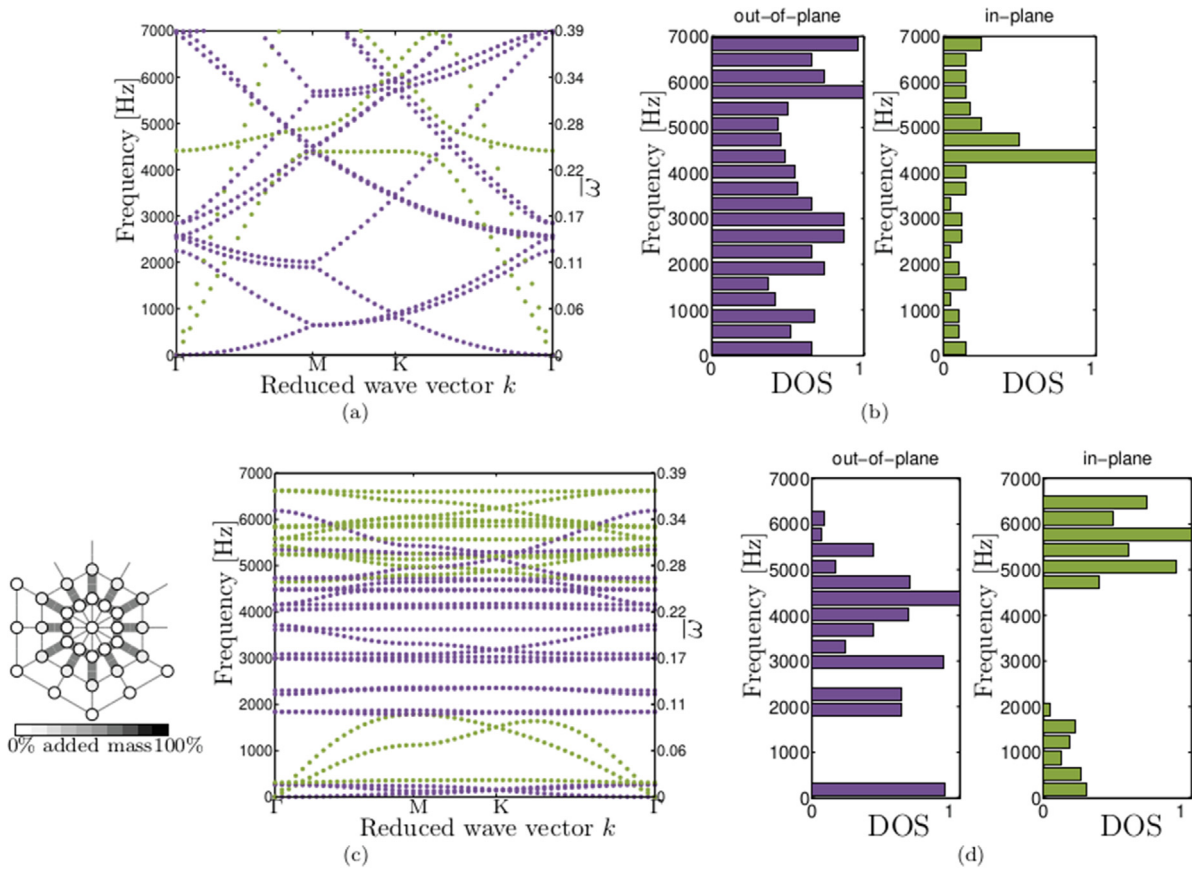 out-of-plane
in-plane
7000
6000
5000
4000
3000
2000
1000
0
Frequency [Hz]
0.39
0.34
0.28
0.22
0.17
0.11
0.06
0
ω̅
Γ
M
K
Γ
Reduced wave vector k
(a)
7000
6000
5000
4000
3000
2000
1000
0
Frequency [Hz]
0
1
DOS
7000
6000
5000
4000
3000
2000
1000
0
Frequency [Hz]
0
1
DOS
(b)
0% added mass100%
7000
6000
5000
4000
3000
2000
1000
0
Frequency [Hz]
0.39
0.34
0.28
0.22
0.17
0.11
0.06
0
ω̅
Γ
M
K
Γ
Reduced wave vector k
(c)
out-of-plane
in-plane
7000
6000
5000
4000
3000
2000
1000
0
Frequency [Hz]
0
1
DOS
7000
6000
5000
4000
3000
2000
1000
0
Frequency [Hz]
0
1
DOS
(d)